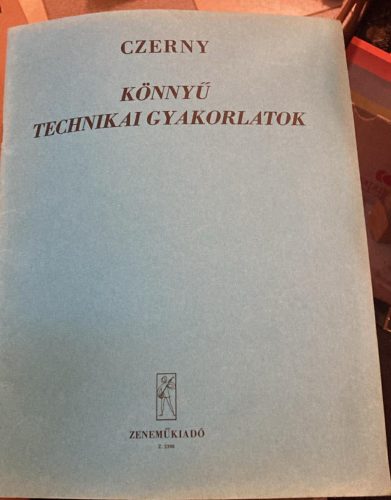 CZERNY
KÖNNYŰ
TECHNIKAI GYAKORLATOK
ZENEMŰKIADÓ